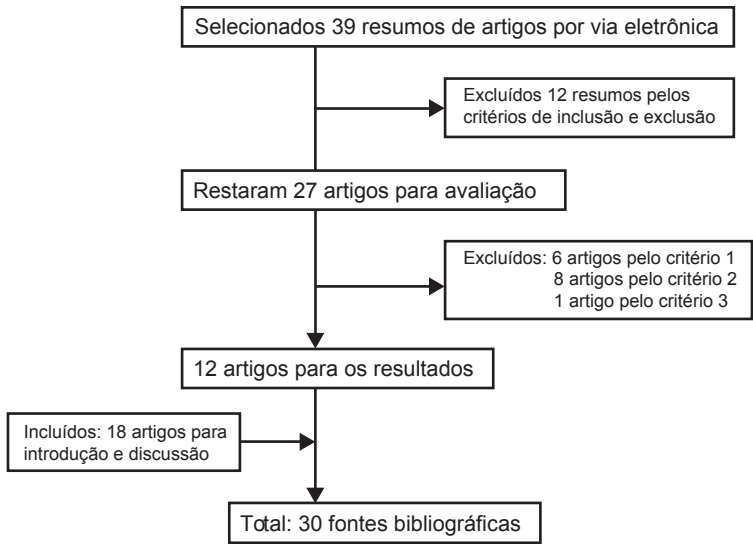 Selecionados 39 resumos de artigos por via eletrônica
Excluídos 12 resumos pelos
critérios de inclusão e exclusão
Restaram 27 artigos para avaliação
Excluídos: 6 artigos pelo critério 1
8 artigos pelo critério 2
1 artigo pelo critério 3
12 artigos para os resultados
Incluídos: 18 artigos para
introdução e discussão
Total: 30 fontes bibliográficas